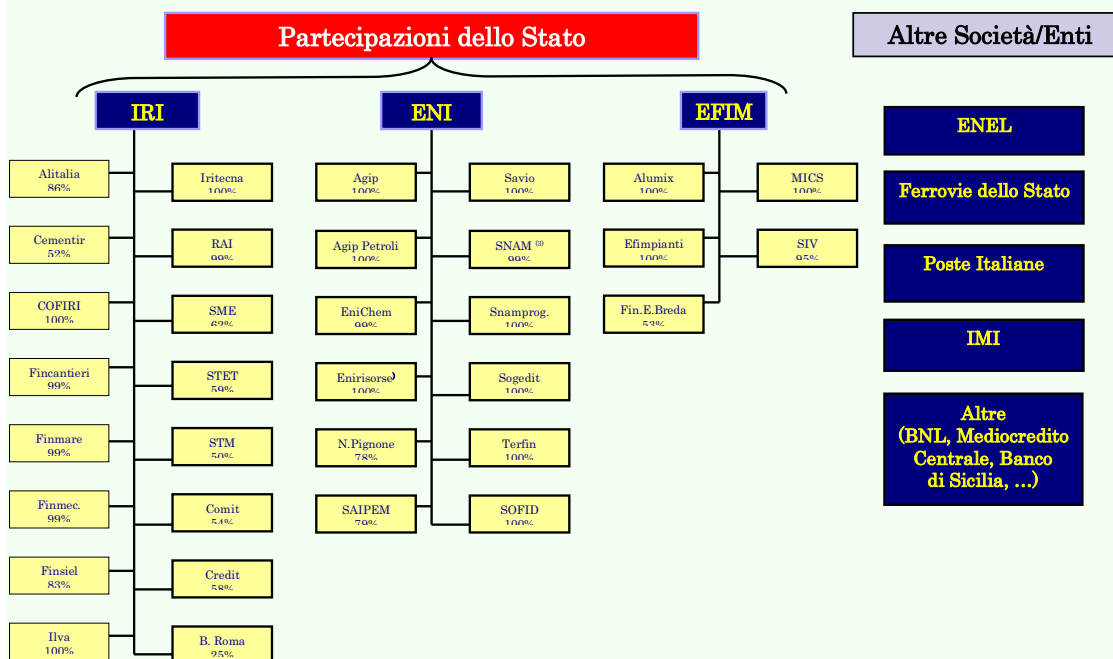 Partecipazioni dello Stato
Altre Società/Enti
IRI
ENI
EFIM
Alitalia
86%
Iritecna
100%
Cementir
52%
RAI
99%
COFIRI
100%
SME
62%
Fincantieri
99%
STET
59%
Finmare
99%
STM
50%
Finmec.
99%
Comit
54%
Finsiel
83%
Credit
58%
Ilva
100%
B. Roma
25%
Agip
100%
Savio
100%
Agip Petroli
100%
SNAM (3)
99%
EniChem
99%
Snamprog.
100%
Enirisorse)
100%
Sogedit
100%
N.Pignone
78%
Terfin
100%
SAIPEM
79%
SOFID
100%
Alumix
100%
MICS
100%
Efimpianti
100%
SIV
95%
Fin.E.Breda
53%
ENEL
Ferrovie dello Stato
Poste Italiane
IMI
Altre
(BNL, Mediocredito
Centrale, Banco
di Sicilia, ...)